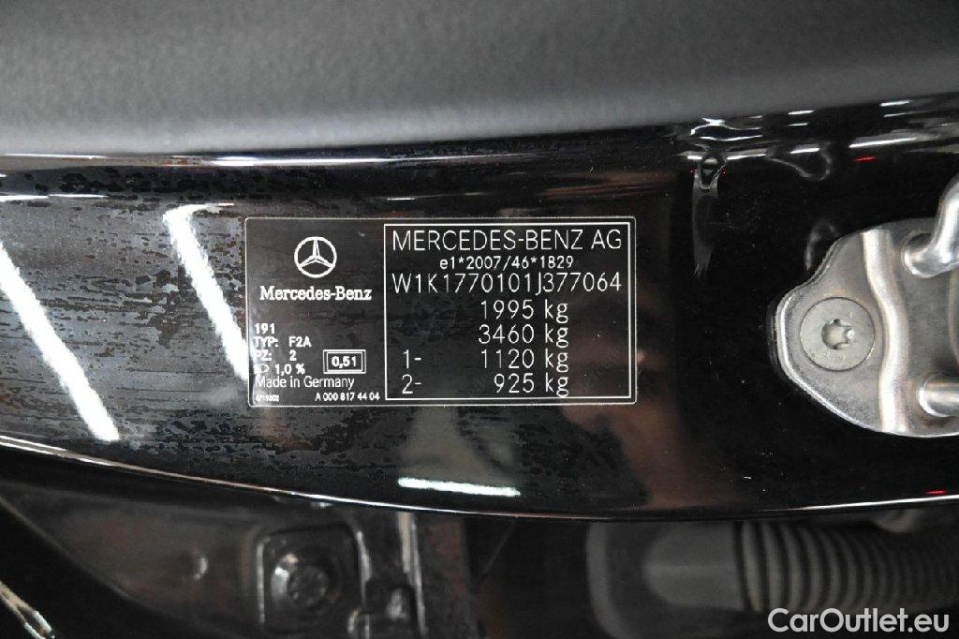 MERCEDES-BENZ AG
e1*2007/46*1829
W1K1770101J377064
1995 kg
3460 kg
1- 1120 kg
2- 925 kg
Mercedes-Benz
191
TYP: F2A
PZ: 2
1,0 % 0,51
Made in Germany
A 000 817 44 04
CarOutlet.eu